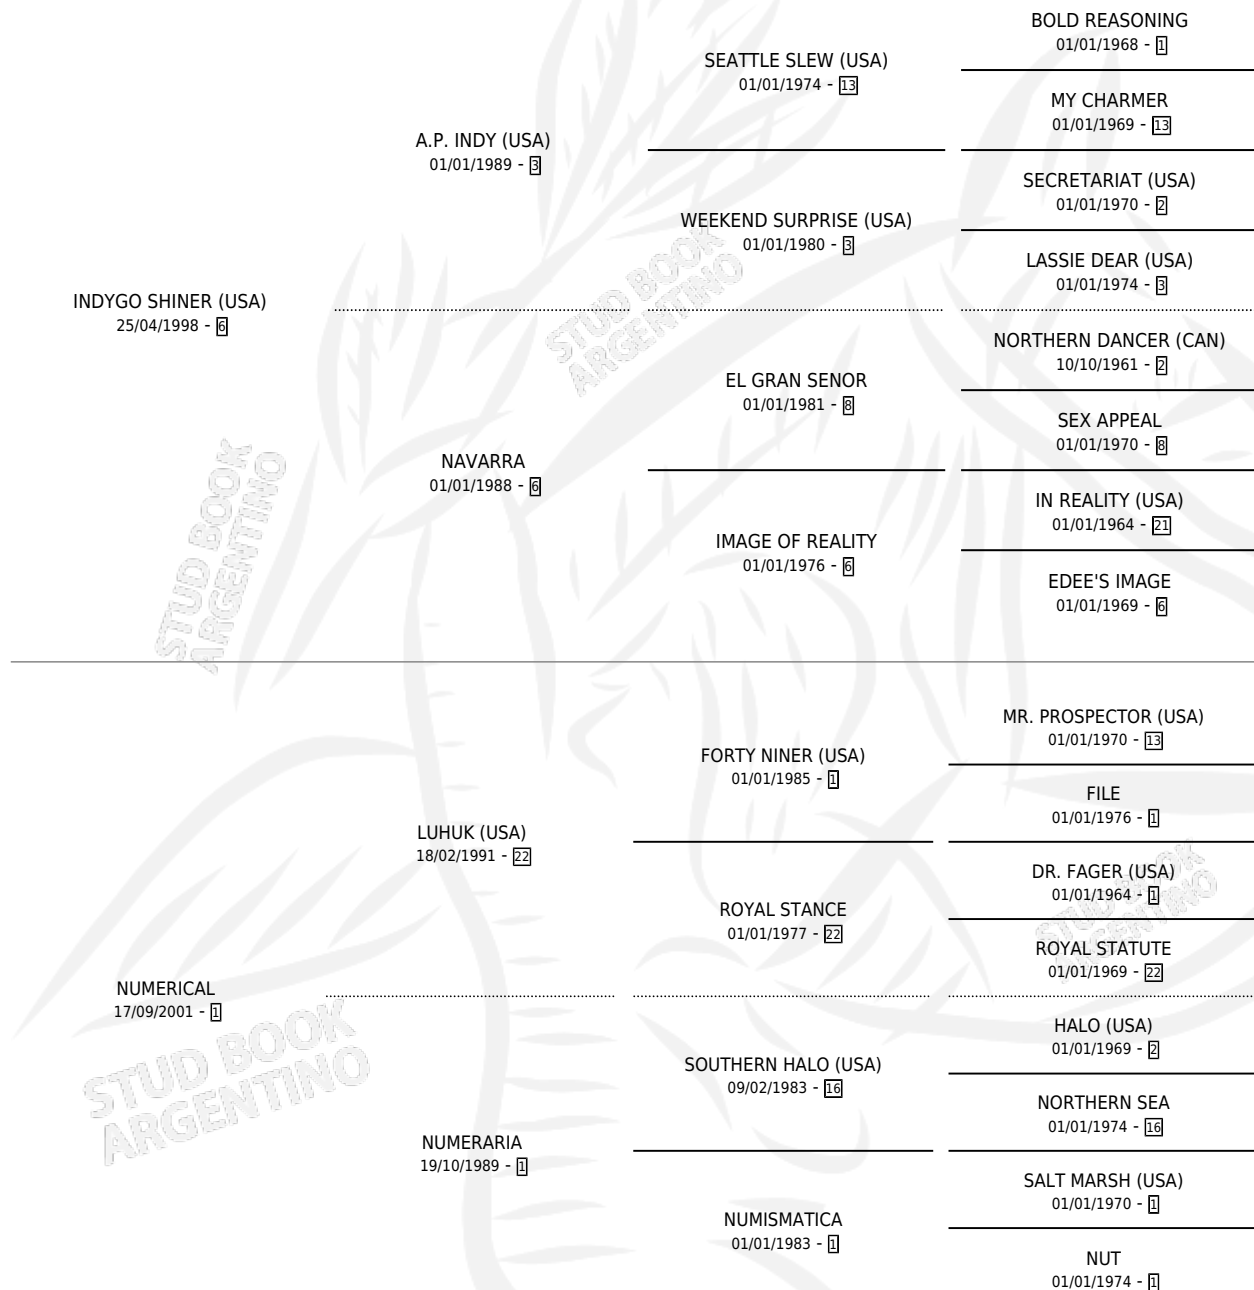 BOLD REASONING
01/01/1968 - 1
SEATTLE SLEW (USA)
01/01/1974 - 13
MY CHARMER
01/01/1969 - 13
A.P. INDY (USA)
01/01/1989 - 3
SECRETARIAT (USA)
01/01/1970 - 2
WEEKEND SURPRISE (USA)
01/01/1980 - 3
LASSIE DEAR (USA)
01/01/1974 - 3
INDYGO SHINER (USA)
25/04/1998 - 6
STUD BOOK
ARGENTINO
NORTHERN DANCER (CAN)
10/10/1961 - 2
EL GRAN SENOR
01/01/1981 - 8
SEX APPEAL
01/01/1970 - 8
NAVARRA
01/01/1988 - 6
IN REALITY (USA)
01/01/1964 - 21
IMAGE OF REALITY
01/01/1976 - 6
EDEE'S IMAGE
01/01/1969 - 6
STUD BOOK
ARGENTINO
MR. PROSPECTOR (USA)
01/01/1970 - 13
FORTY NINER (USA)
01/01/1985 - 1
FILE
01/01/1976 - 1
LUHUK (USA)
18/02/1991 - 22
DR. FAGER (USA)
01/01/1964 - 1
ROYAL STANCE
01/01/1977 - 22
ROYAL STATUTE
01/01/1969 - 22
STUD BOOK
ARGENTINO
NUMERICAL
17/09/2001 - 1
HALO (USA)
01/01/1969 - 2
SOUTHERN HALO (USA)
09/02/1983 - 16
NORTHERN SEA
01/01/1974 - 16
STUD BOOK
ARGENTINO
NUMERARIA
19/10/1989 - 1
SALT MARSH (USA)
01/01/1970 - 1
NUMISMATICA
01/01/1983 - 1
NUT
01/01/1974 - 1